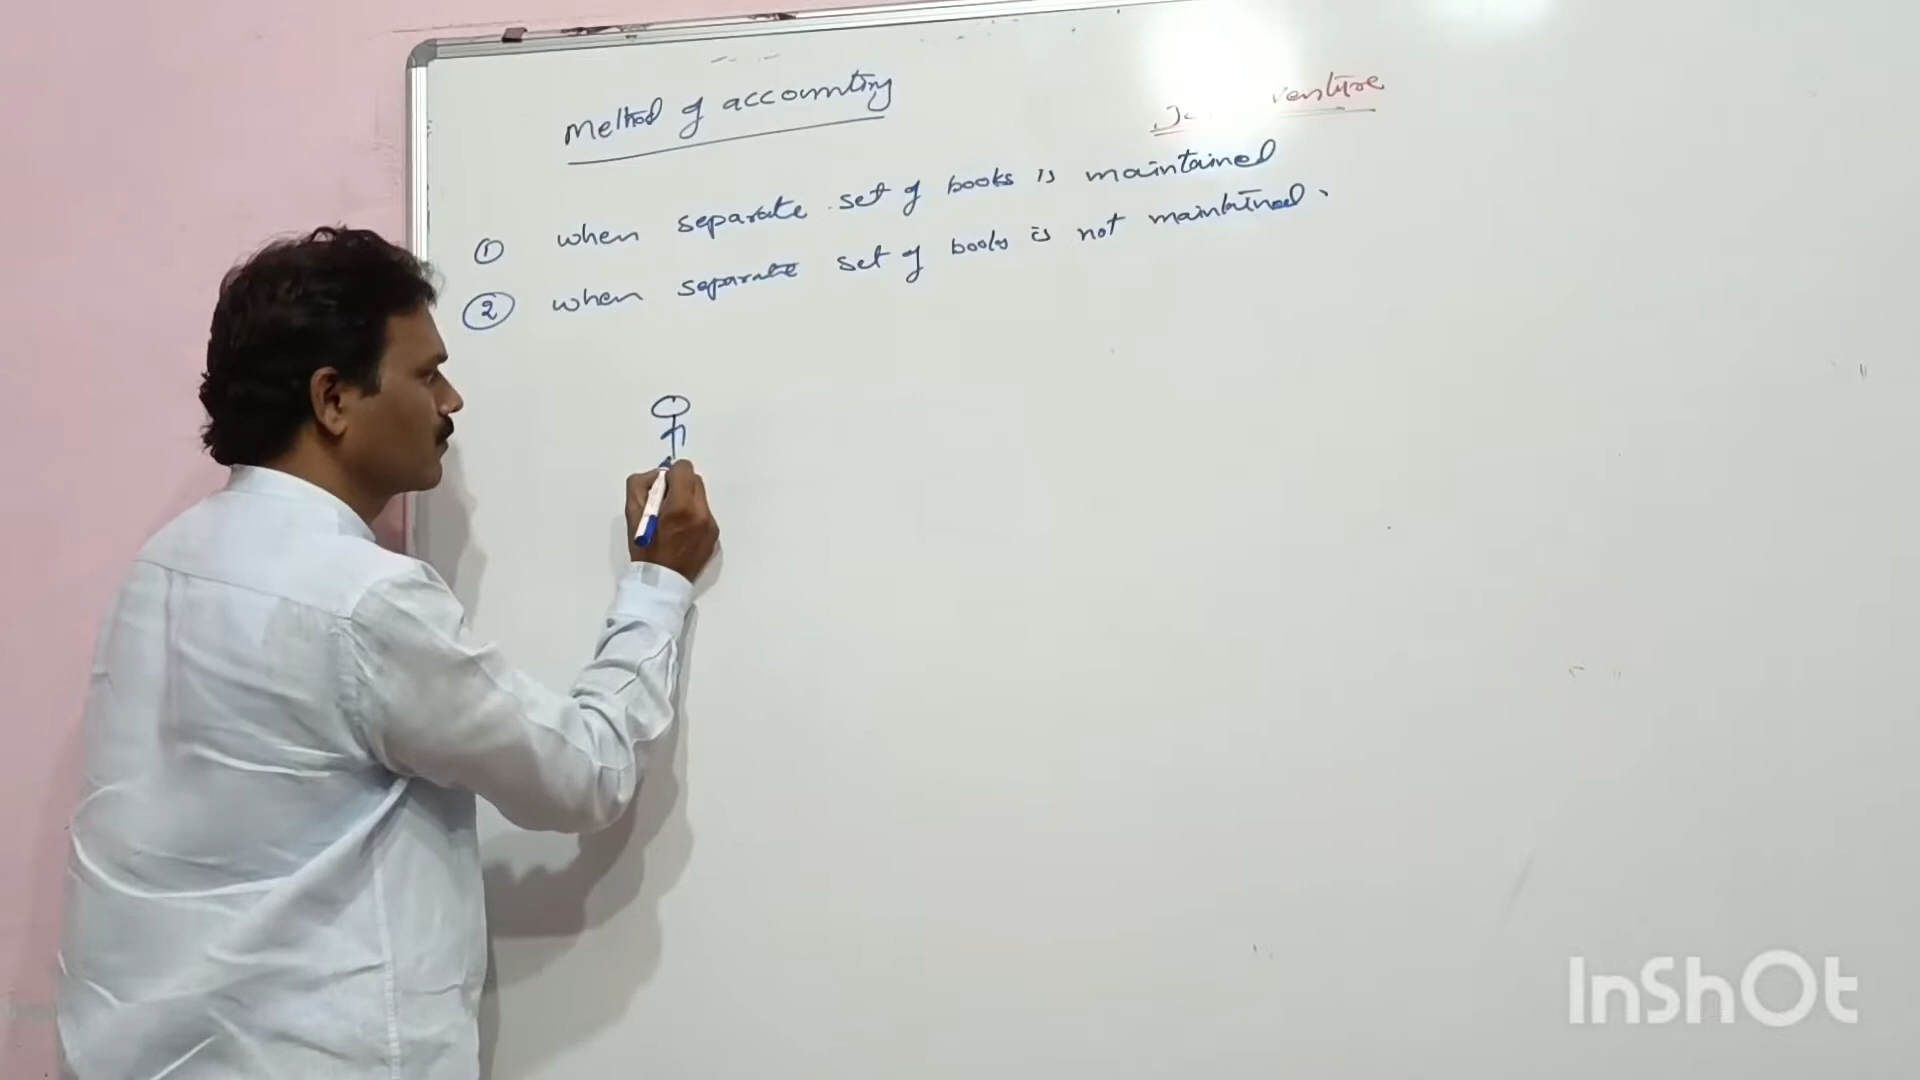 Method of accounting
venture
① when separate set of books is maintained
② when separate set of books is not maintained.
InShOt